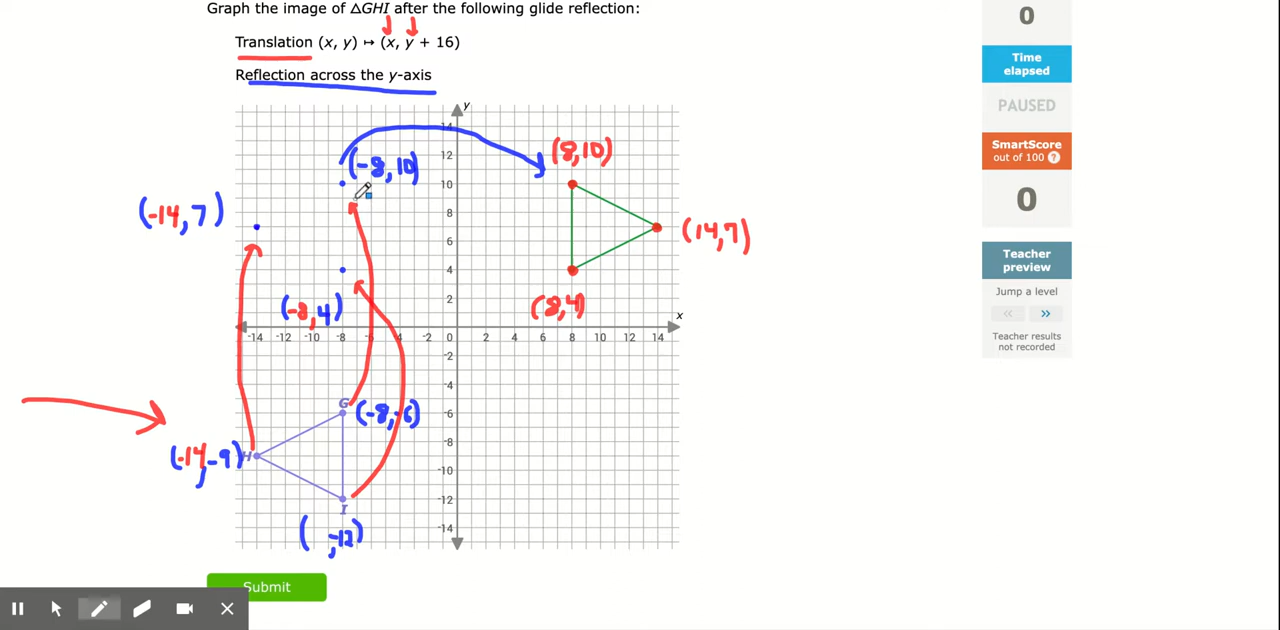 Graph the image of △GHI after the following glide reflection:
Translation (x, y) ↦ (x, y + 16)
Reflection across the y-axis
y
14
12
10
8
6
4
2
-14 -12 -10 -8 -4 -2 0 2 4 6 8 10 12 14
x
-2
-4
-6
-8
-10
-12
-14
(-8, 10)
(8, 10)
(-14, 7)
(14, 7)
(-8, 4)
(8, 4)
G (-8, -6)
(-14, -9) H
I
( , -12)
Submit
0
Time
elapsed
PAUSED
SmartScore
out of 100 ?
0
Teacher
preview
Jump a level
<< >>
Teacher results
not recorded